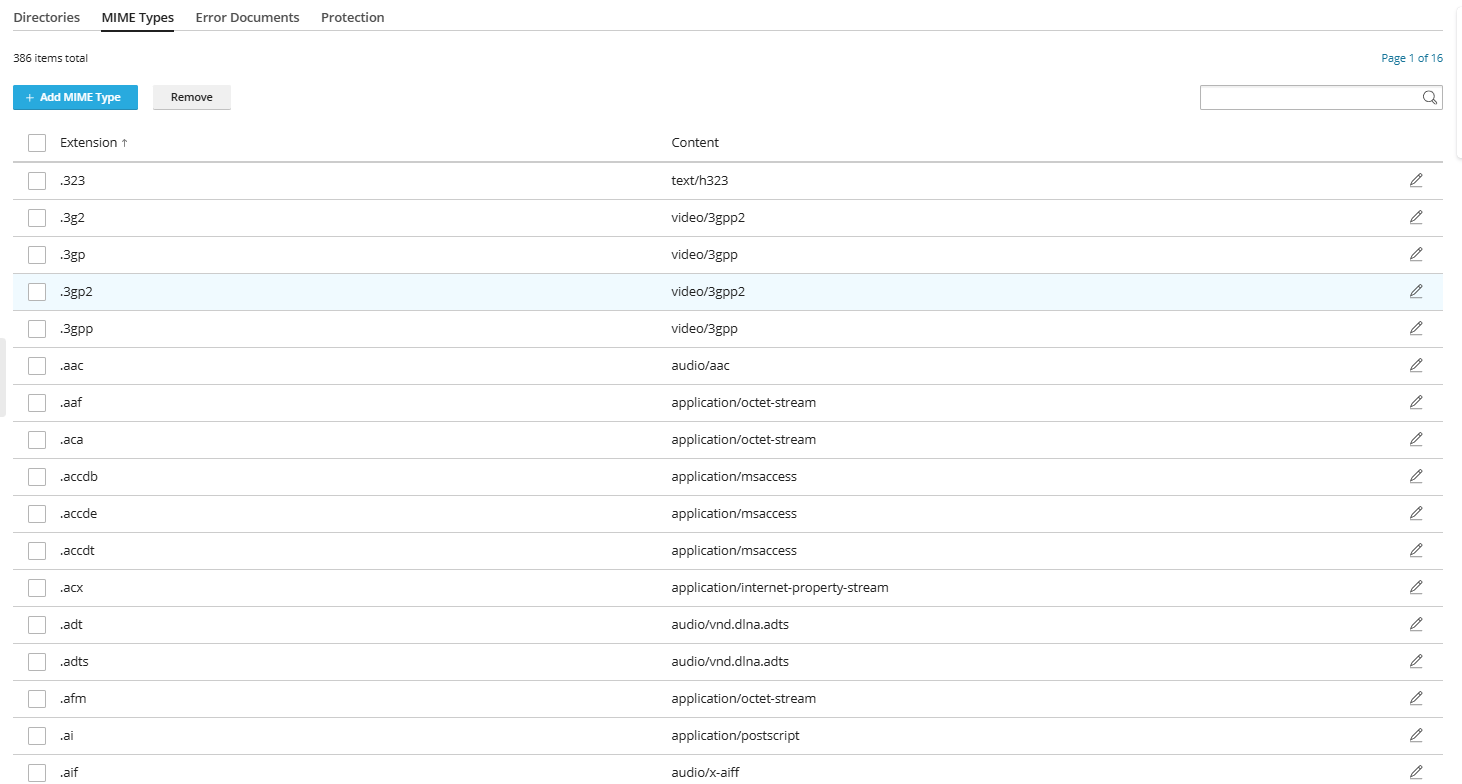 Directories MIME Types Error Documents Protection
386 items total Page 1 of 16
+ Add MIME Type Remove
Extension ↑ Content
.323 text/h323
.3g2 video/3gpp2
.3gp video/3gpp
.3gp2 video/3gpp2
.3gpp video/3gpp
.aac audio/aac
.aaf application/octet-stream
.aca application/octet-stream
.accdb application/msaccess
.accde application/msaccess
.accdt application/msaccess
.acx application/internet-property-stream
.adt audio/vnd.dlna.adts
.adts audio/vnd.dlna.adts
.afm application/octet-stream
.ai application/postscript
.aif audio/x-aiff